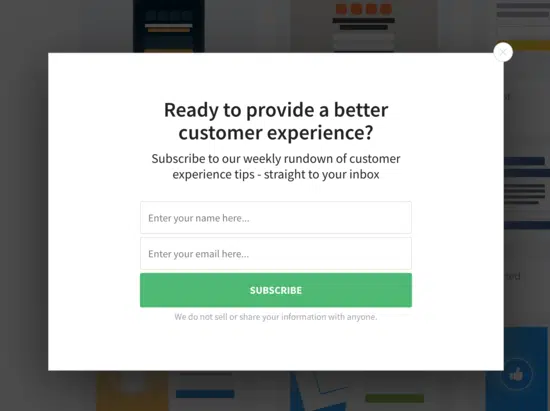 Ready to provide a better
customer experience?
Subscribe to our weekly rundown of customer
experience tips - straight to your inbox
Enter your name here...
Enter your email here...
SUBSCRIBE
We do not sell or share your information with anyone.